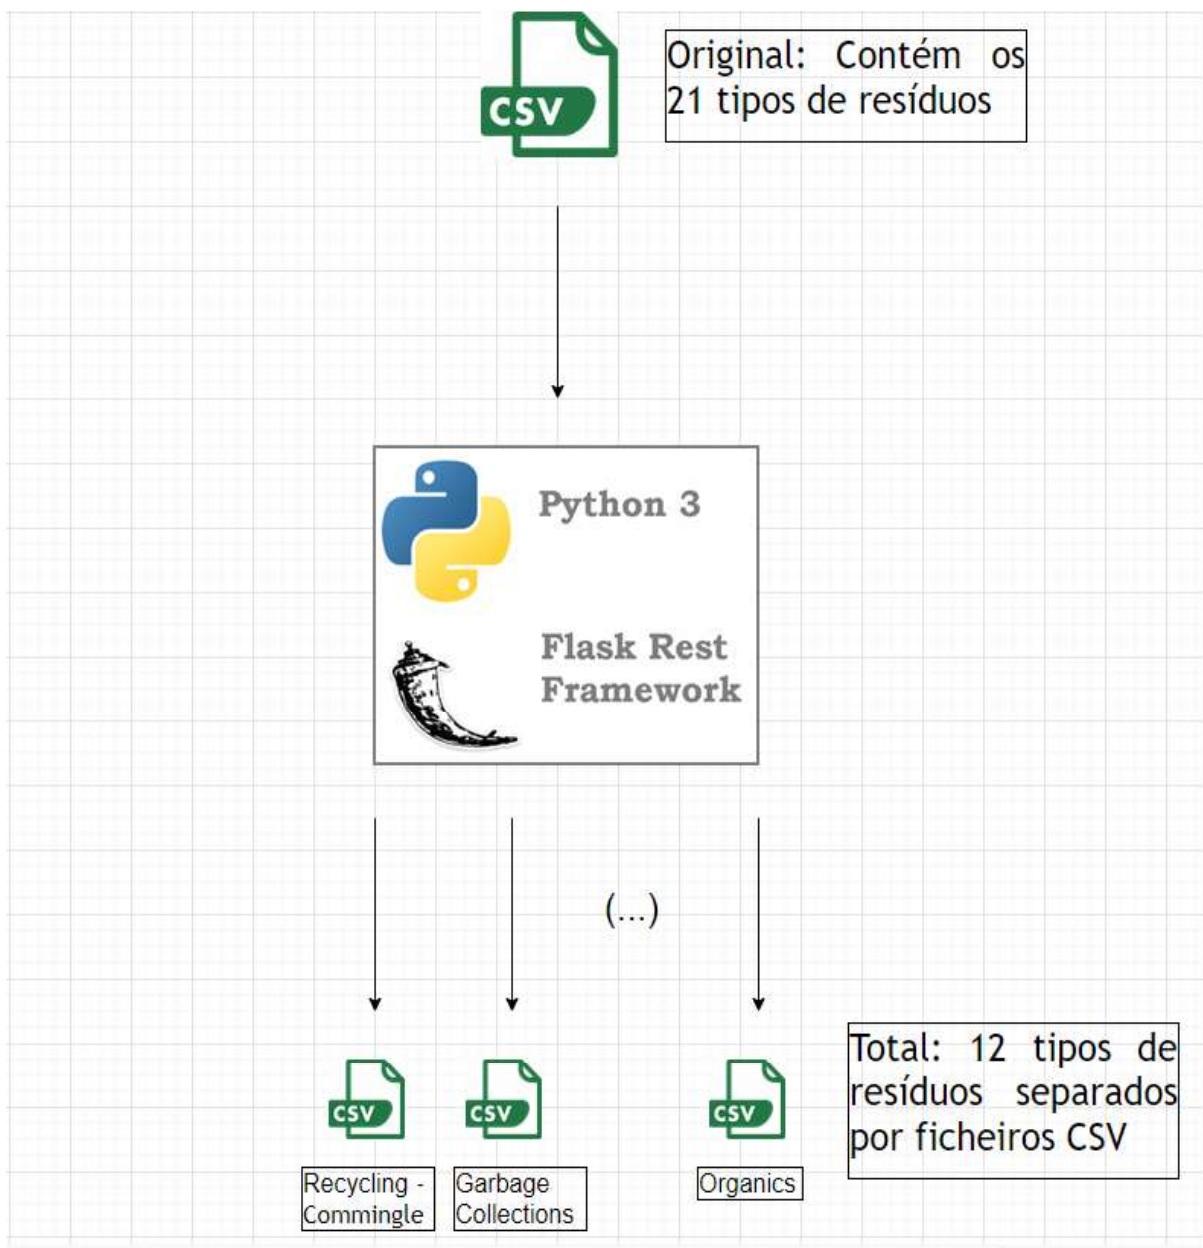 CSV
Original: Contém os
21 tipos de resíduos
Python 3
Flask Rest
Framework
(...)
CSV
CSV
CSV
Recycling -
Commingle
Garbage
Collections
Organics
Total: 12 tipos de
resíduos separados
por ficheiros CSV